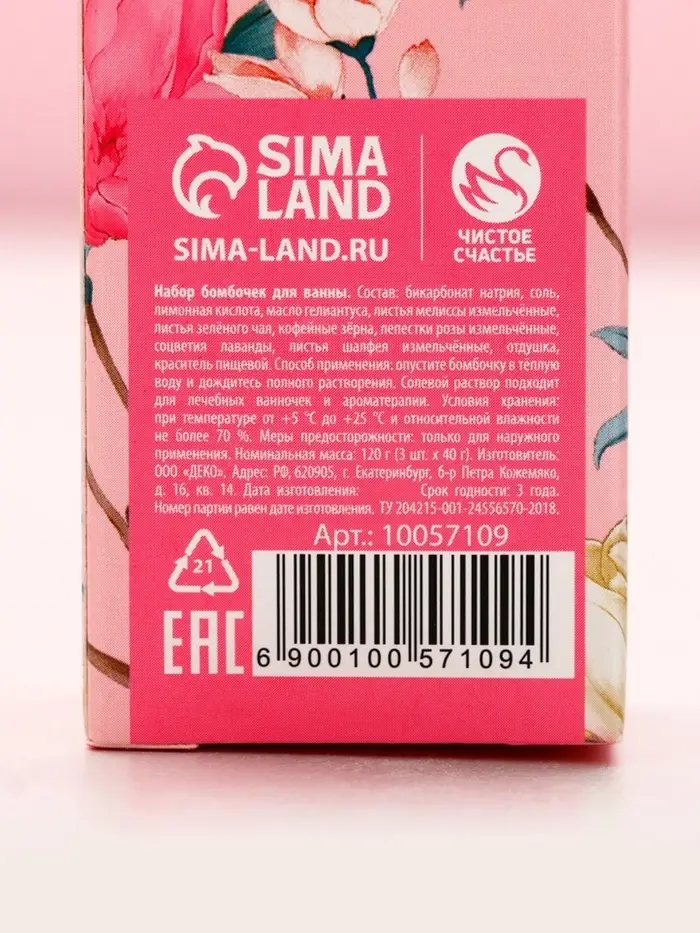 SIMA
LAND
SIMA-LAND.RU
ЧИСТОЕ
СЧАСТЬЕ
Набор бомбочек для ванны. Состав: бикарбонат натрия, соль,
лимонная кислота, масло гелиантуса, листья мелиссы измельчённые,
листья зелёного чая, кофейные зёрна, лепестки розы измельчённые,
соцветия лаванды, листья шалфея измельчённые, отдушка,
краситель пищевой. Способ применения: опустите бомбочку в тёплую
воду и дождитесь полного растворения. Солевой раствор подходит
для лечебных ванночек и ароматерапии. Условия хранения:
при температуре от +5 °C до +25 °C и относительной влажности
не более 70 %. Меры предосторожности: только для наружного
применения. Номинальная масса: 120 г (3 шт. х 40 г). Изготовитель:
ООО «ДЕКО». Адрес: РФ, 620905, г. Екатеринбург, б-р Петра Кожемяко,
д. 16, кв. 14. Дата изготовления: Срок годности: 3 года.
Номер партии равен дате изготовления. ТУ 204215-001-24556570-2018.
Арт.: 10057109
21
EAC
6 900100 571094